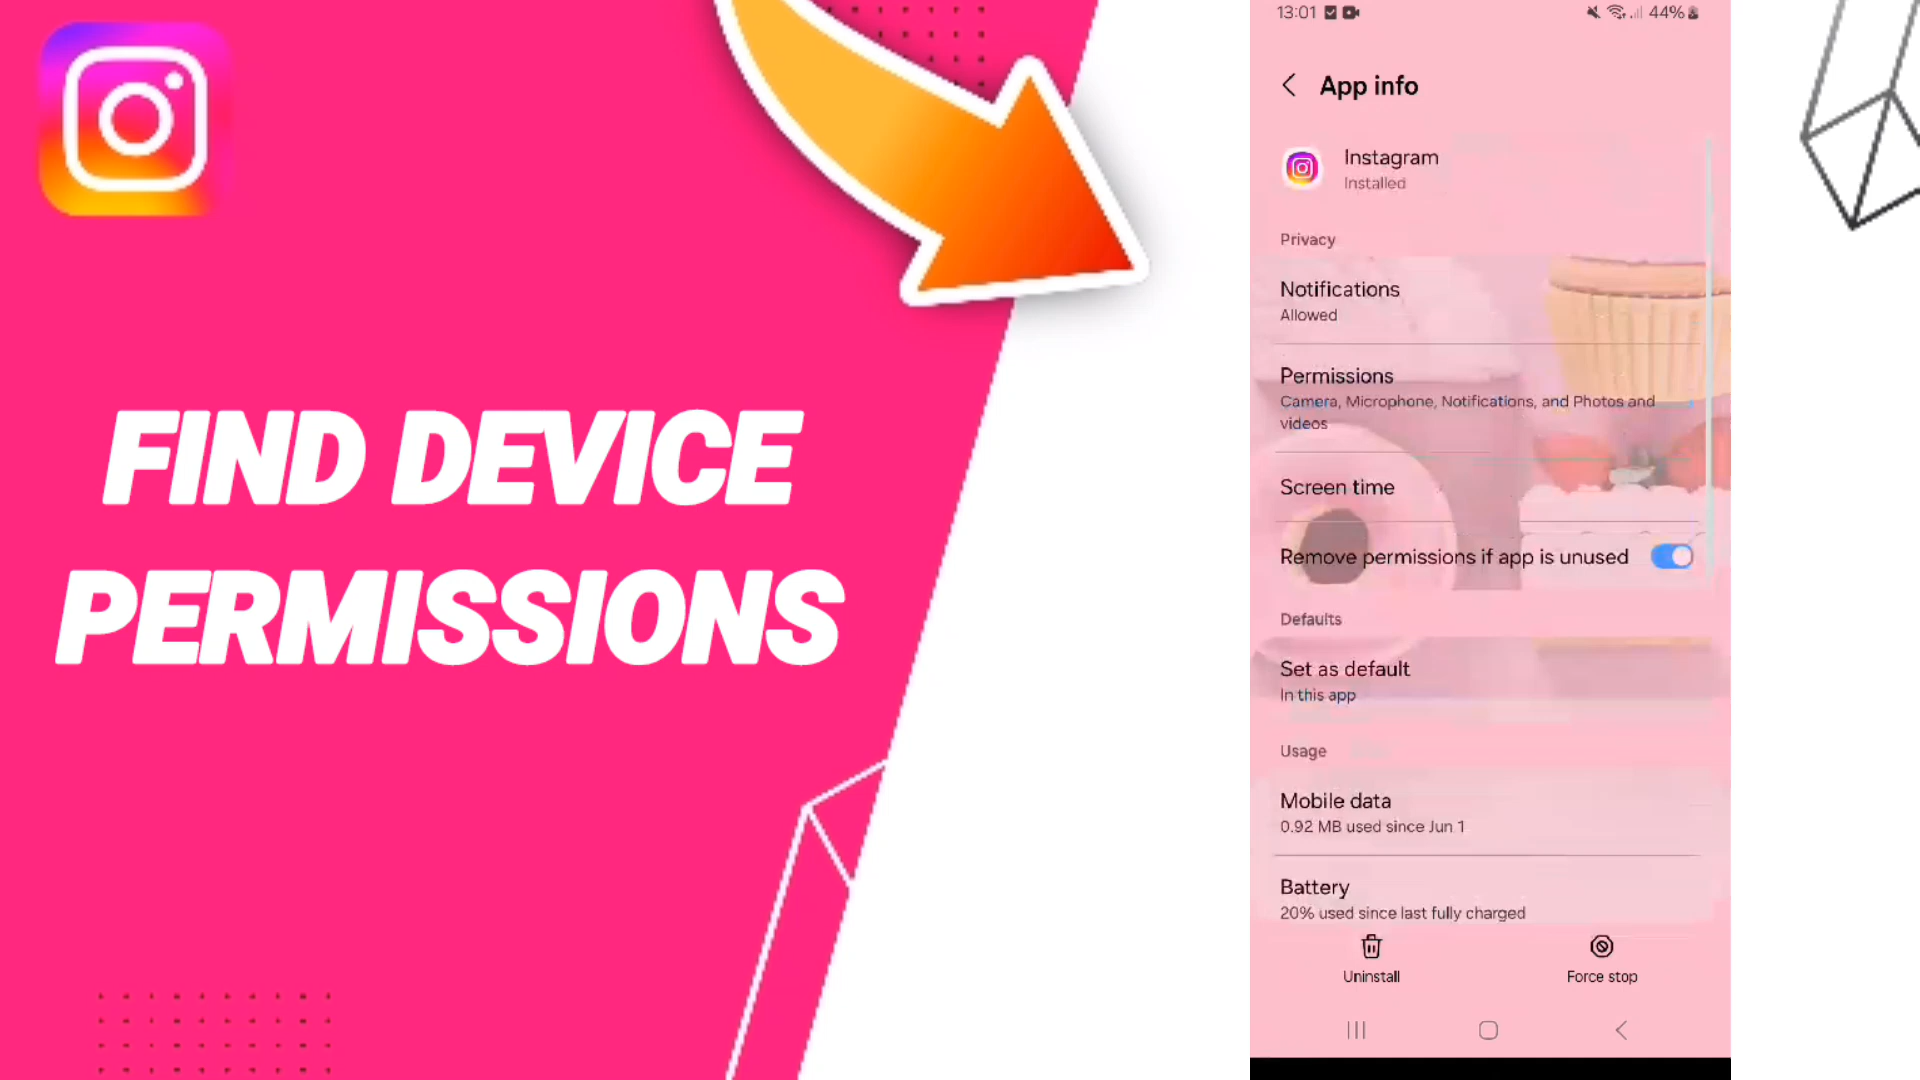 FIND DEVICE
PERMISSIONS
13:01
44%
App info
Instagram
Installed
Privacy
Notifications
Allowed
Permissions
Camera, Microphone, Notifications, and Photos and
videos
Screen time
Remove permissions if app is unused
Defaults
Set as default
In this app
Usage
Mobile data
0.92 MB used since Jun 1
Battery
20% used since last fully charged
Uninstall
Force stop